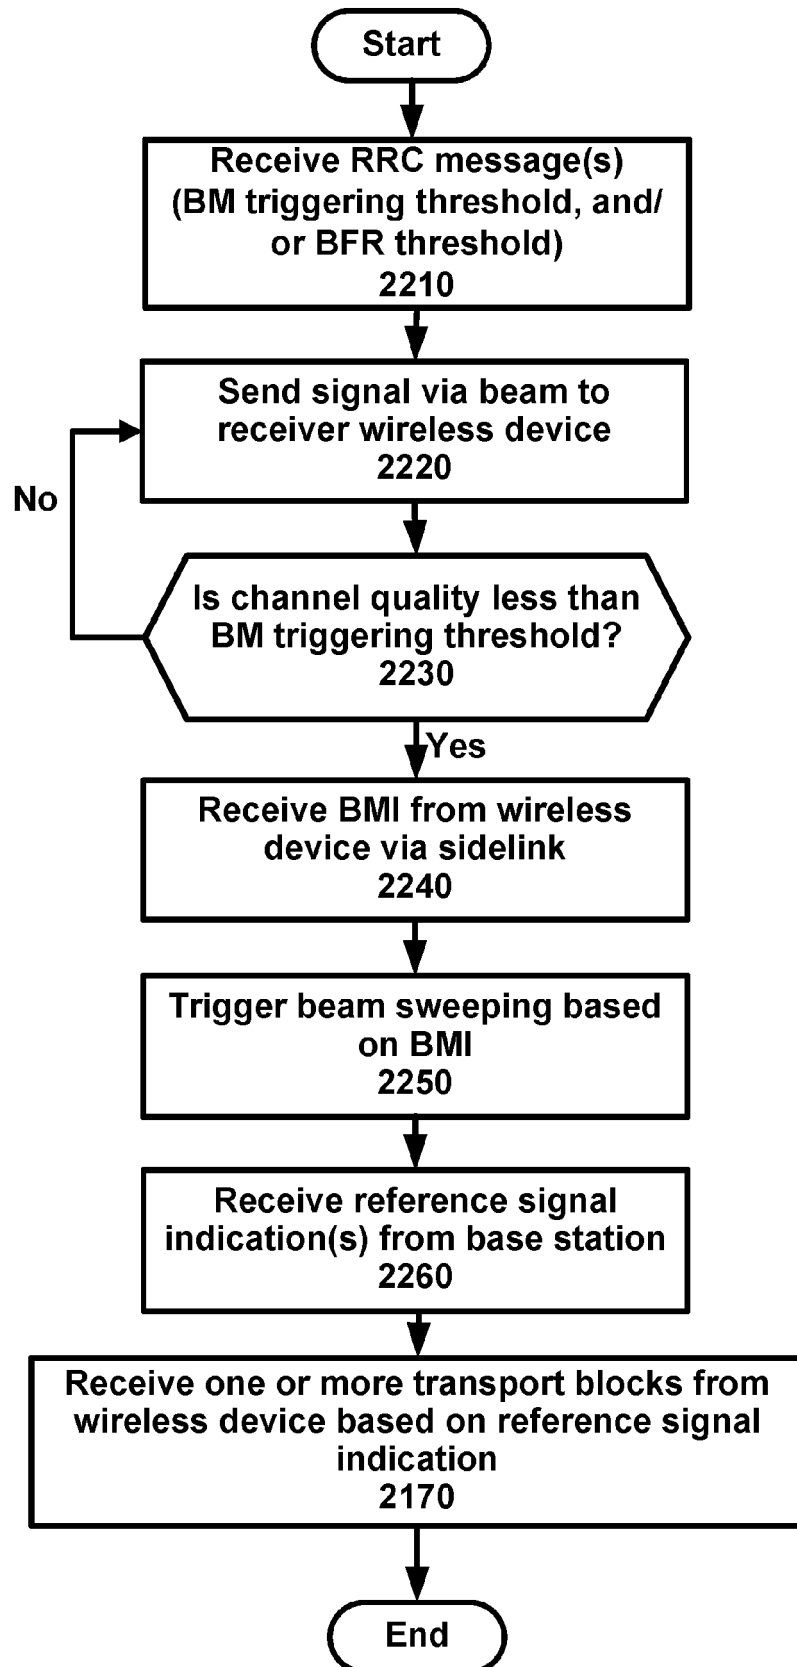 Start
Receive RRC message(s)
(BM triggering threshold, and/
or BFR threshold)
2210
Send signal via beam to
receiver wireless device
2220
No
Is channel quality less than
BM triggering threshold?
2230
Yes
Receive BMI from wireless
device via sidelink
2240
Trigger beam sweeping based
on BMI
2250
Receive reference signal
indication(s) from base station
2260
Receive one or more transport blocks from
wireless device based on reference signal
indication
2170
End